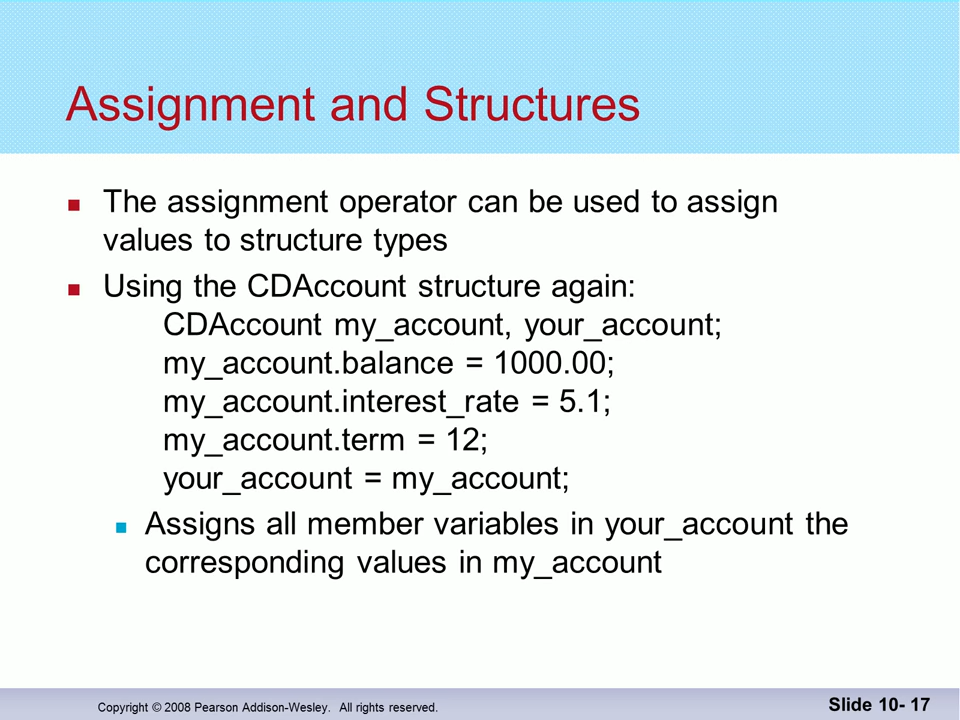 Assignment and Structures
The assignment operator can be used to assign
values to structure types
Using the CDAccount structure again:
CDAccount my_account, your_account;
my_account.balance = 1000.00;
my_account.interest_rate = 5.1;
my_account.term = 12;
your_account = my_account;
Assigns all member variables in your_account the
corresponding values in my_account
Copyright © 2008 Pearson Addison-Wesley. All rights reserved.
Slide 10- 17